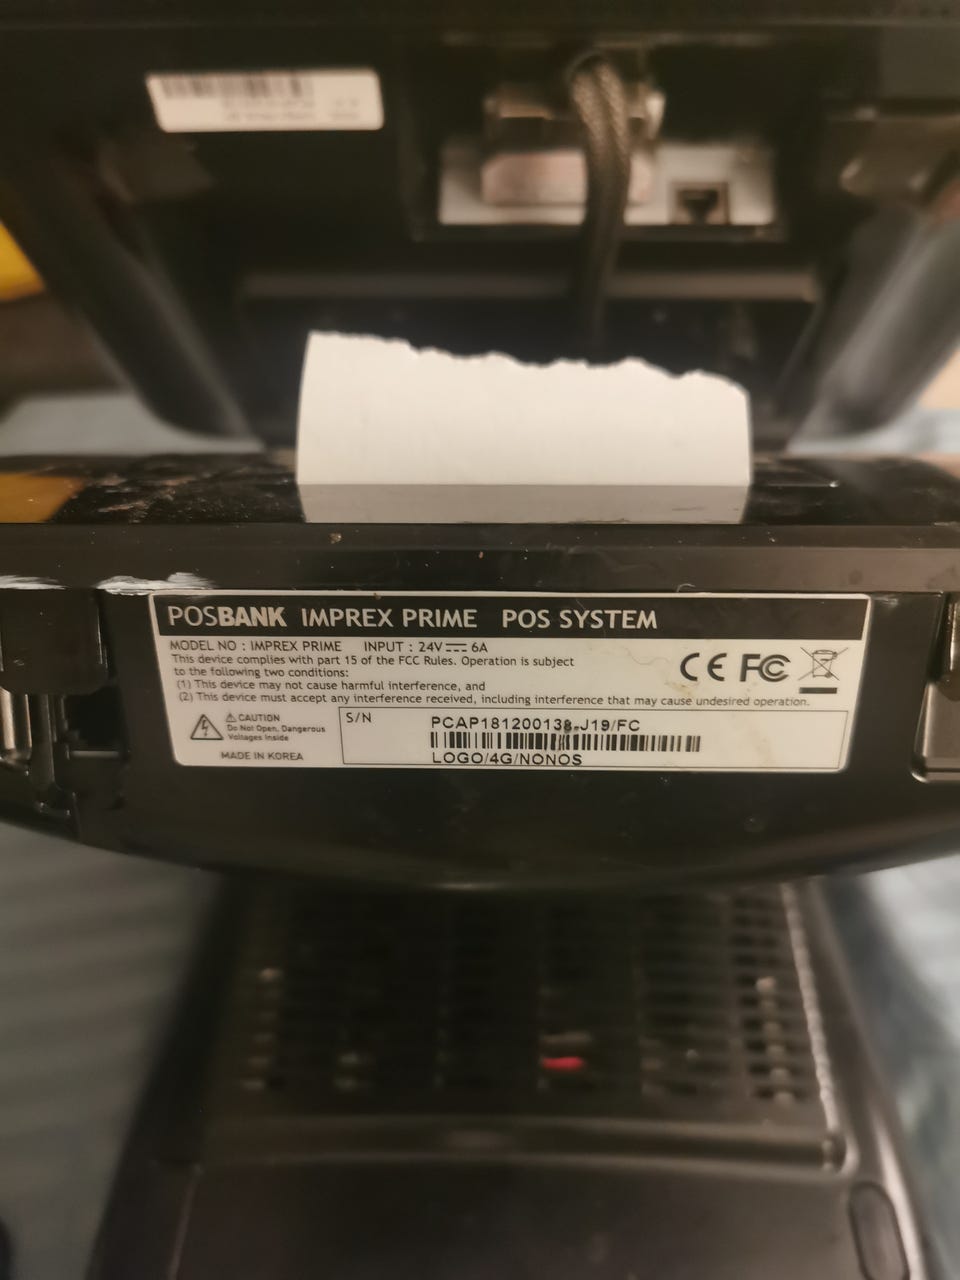 POSBANK IMPREX PRIME POS SYSTEM
MODEL NO : IMPREX PRIME INPUT : 24V⎓ 6A
This device complies with part 15 of the FCC Rules. Operation is subject
to the following two conditions:
(1) This device may not cause harmful interference, and
(2) This device must accept any interference received, including interference that may cause undesired operation.
CE FC
CAUTION
Do Not Open, Dangerous
Voltages Inside
MADE IN KOREA
S/N
LOGO/4G/NONOS